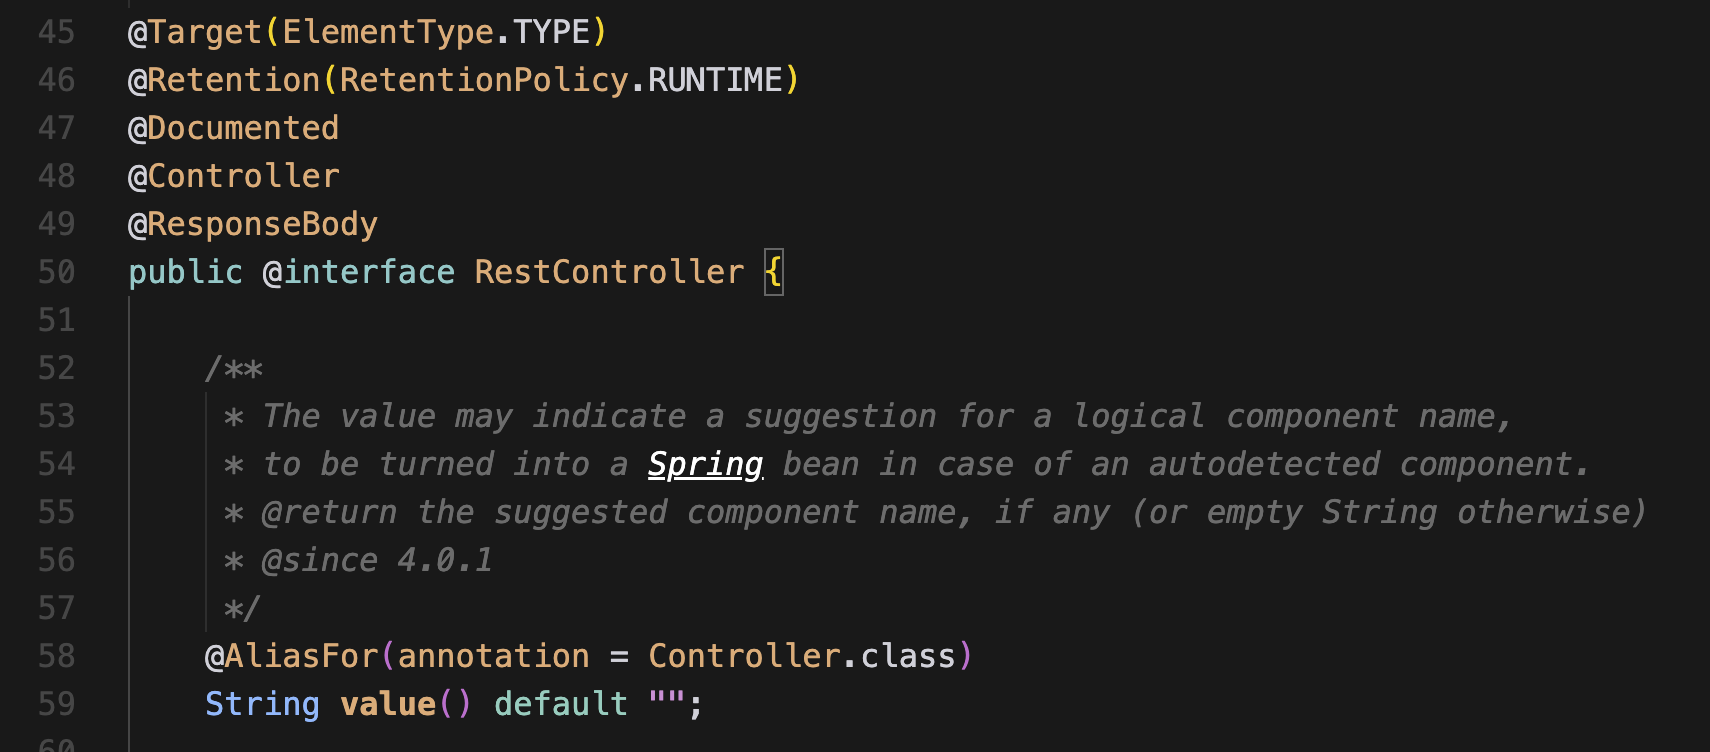 45 @Target(ElementType.TYPE)
46 @Retention(RetentionPolicy.RUNTIME)
47 @Documented
48 @Controller
49 @ResponseBody
50 public @interface RestController {
51
52 /**
53 * The value may indicate a suggestion for a logical component name,
54 * to be turned into a Spring bean in case of an autodetected component.
55 * @return the suggested component name, if any (or empty String otherwise)
56 * @since 4.0.1
57 */
58 @AliasFor(annotation = Controller.class)
59 String value() default "";
60